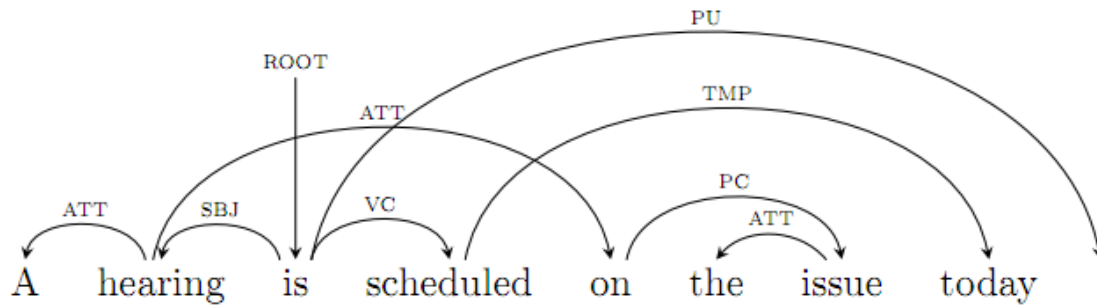 PU
ROOT
TMP
ATT
PC
ATT SBJ VC ATT
A hearing is scheduled on the issue today